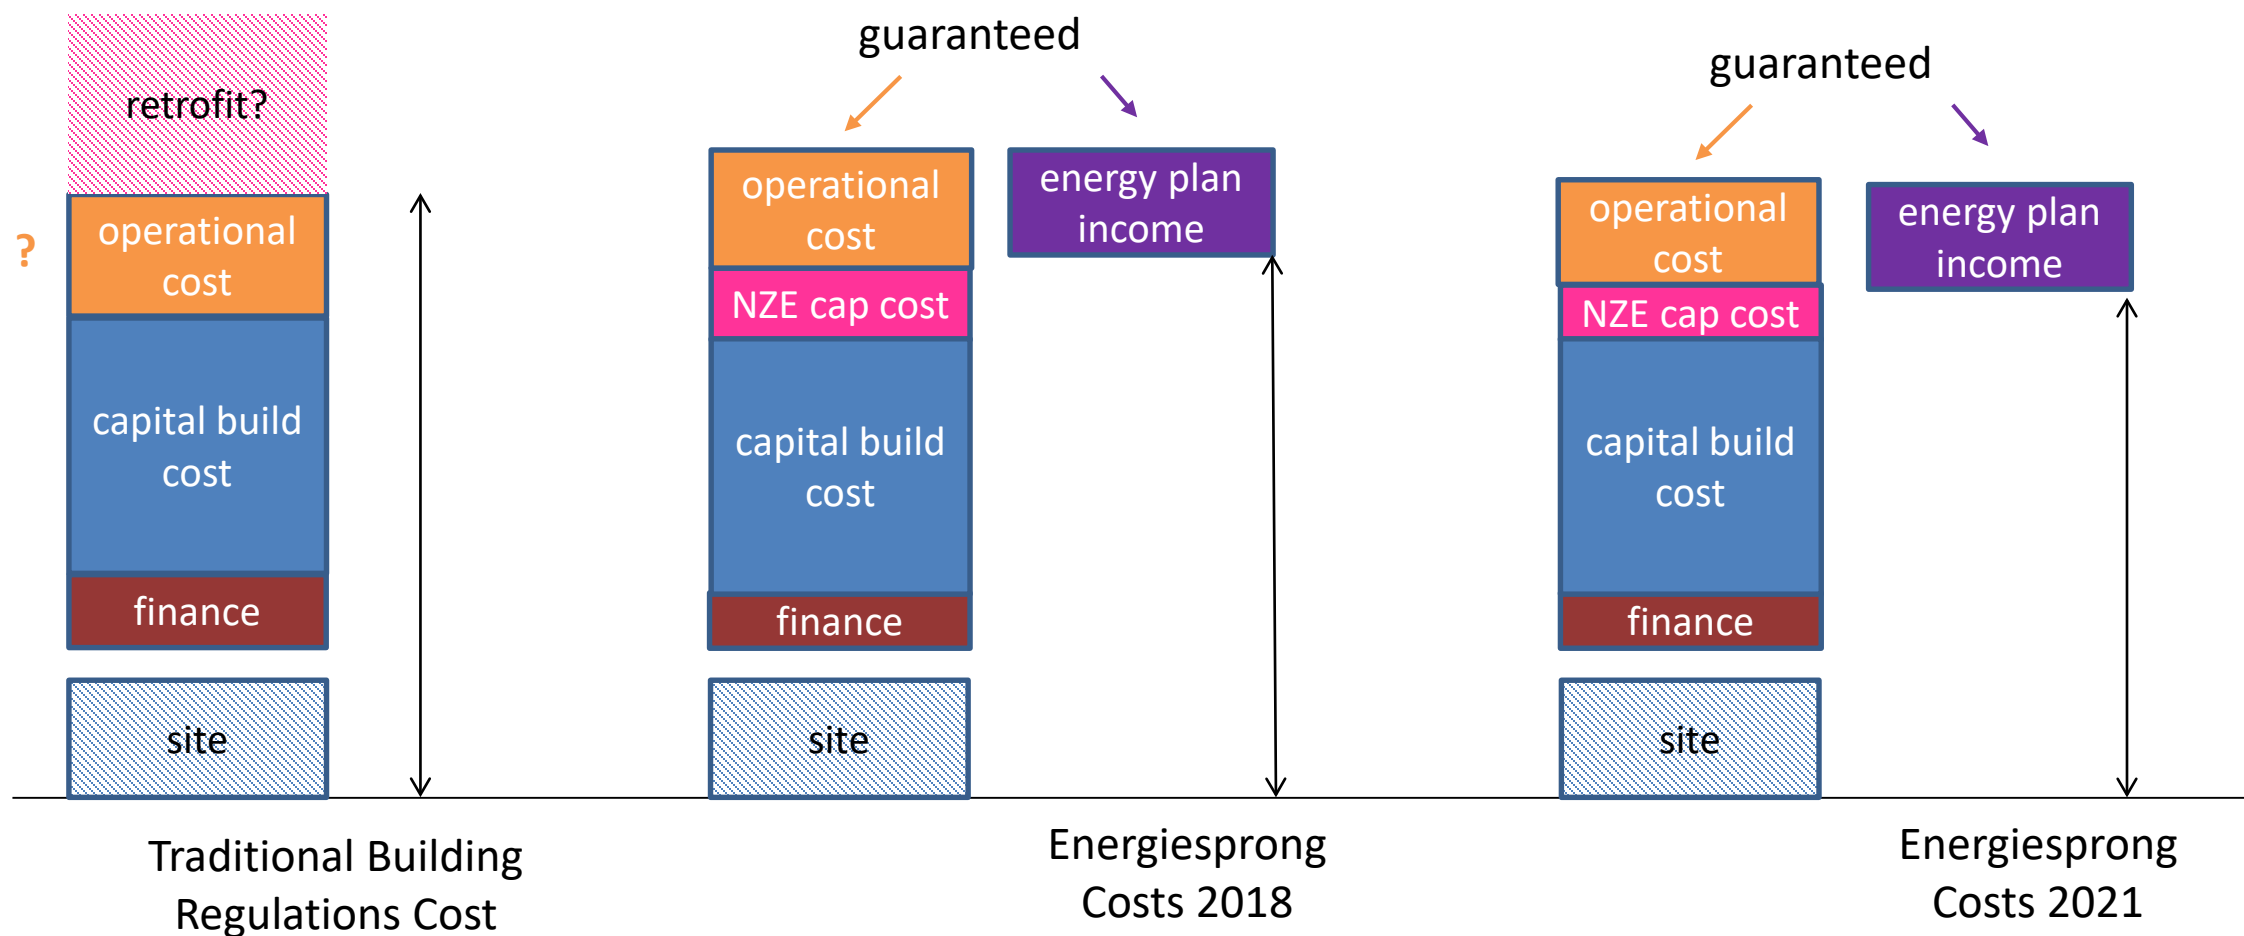 retrofit?
?
operational
cost
capital build
cost
finance
site
Traditional Building
Regulations Cost
guaranteed
operational
cost
energy plan
income
NZE cap cost
capital build
cost
finance
site
Energiesprong
Costs 2018
guaranteed
operational
cost
energy plan
income
NZE cap cost
capital build
cost
finance
site
Energiesprong
Costs 2021